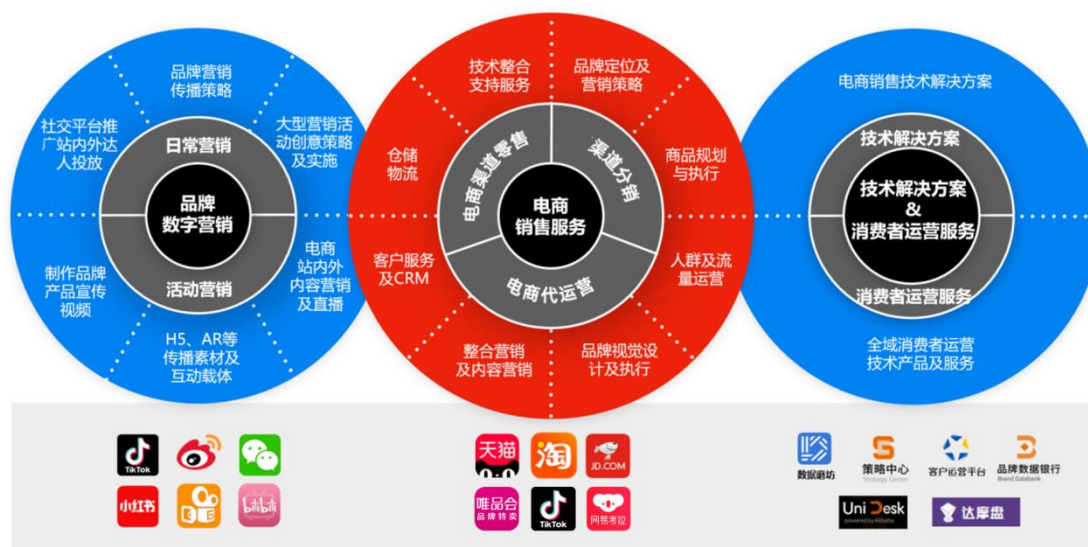 品牌营销
传播策略
社交平台推
广站内外达
人投放
大型营销活
动创意策略
及实施
日常营销
品牌
数字营销
活动营销
制作品牌
产品宣传
视频
电商
站内外
内容营销
及直播
H5、AR等
传播素材及
互动载体
技术整合
支持服务
品牌定位及
营销策略
仓储
物流
商品规划
与执行
电商渠道零售
渠道分销
电商
销售服务
电商代运营
客户服务
及CRM
人群及流
量运营
整合营销
及内容营销
品牌视觉设
计及执行
电商销售技术解决方案
技术解决方案
技术解决方案
&
消费者运营服务
消费者运营服务
全域消费者运营
技术产品及服务
TikTok
小红书
bilibili
天猫
淘
JD.COM
唯品会
品牌特卖
TikTok
网易考拉
数据磨坊
策略中心
Strategy Center
客户运营平台
品牌数据银行
Brand Databank
Uni Desk
powered by Alibaba
达摩盘